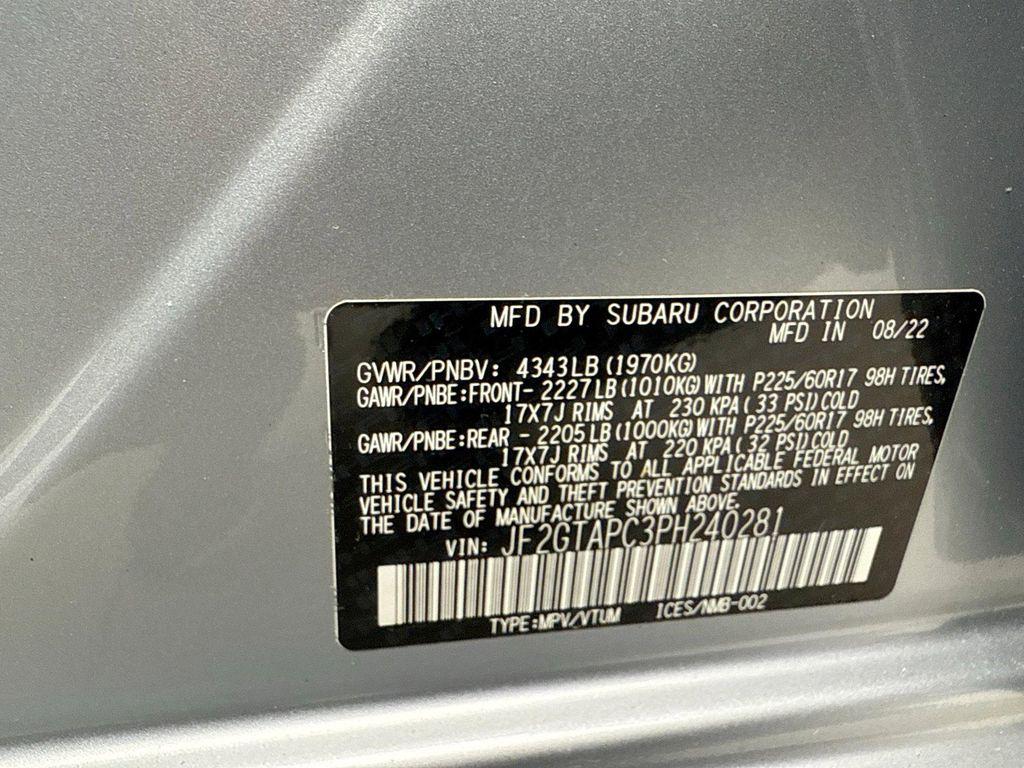 MFD BY SUBARU CORPORATION
MFD IN 08/22
GVWR/PNBV: 4343LB(1970KG)
GAWR/PNBE:FRONT- 2227LB(1010KG)WITH P225/60R17 98H TIRES,
17X7J RIMS AT 230 KPA(33 PSI)COLD
GAWR/PNBE:REAR - 2205LB(1000KG)WITH P225/60R17 98H TIRES,
17X7J RIMS AT 220 KPA(32 PSI)COLD
THIS VEHICLE CONFORMS TO ALL APPLICABLE FEDERAL MOTOR
VEHICLE SAFETY AND THEFT PREVENTION STANDARDS IN EFFECT ON
THE DATE OF MANUFACTURE SHOWN ABOVE.
VIN: JF2GTAPC3PH240281
TYPE:MPV/VTUM ICES/NMB-002